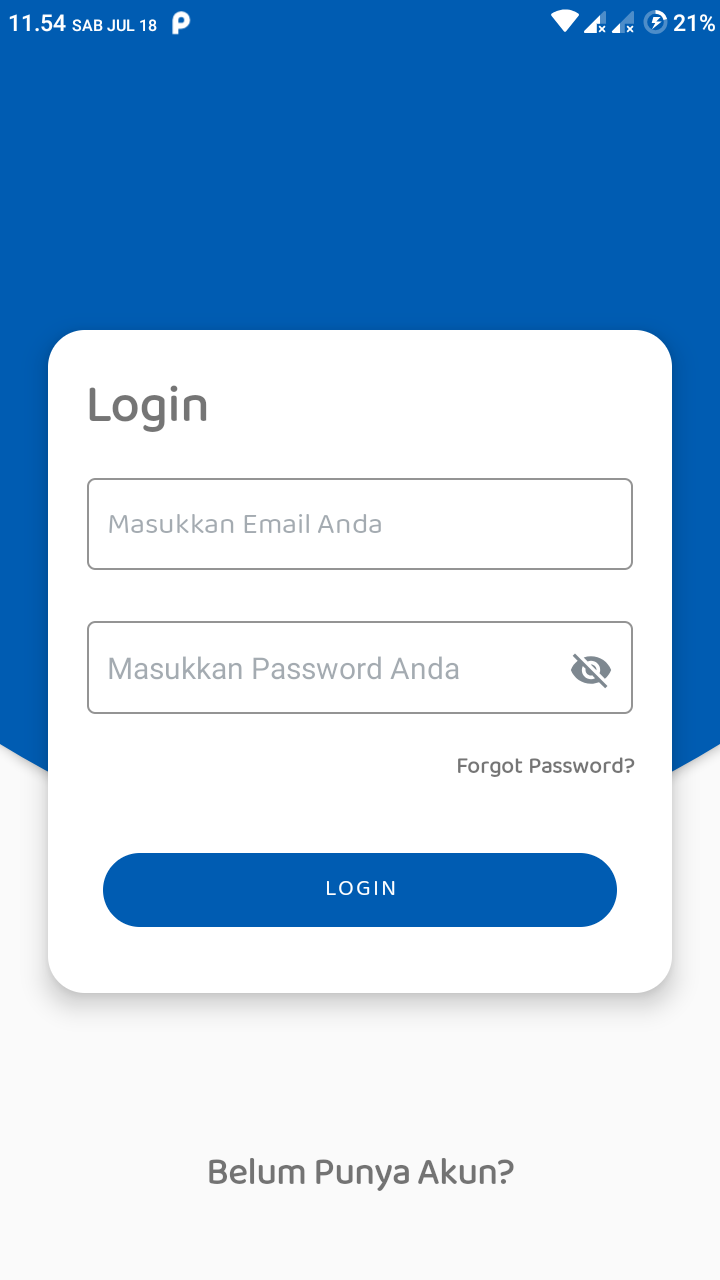 11.54 SAB JUL 18 21%
Login
Masukkan Email Anda
Masukkan Password Anda
Forgot Password?
LOGIN
Belum Punya Akun?